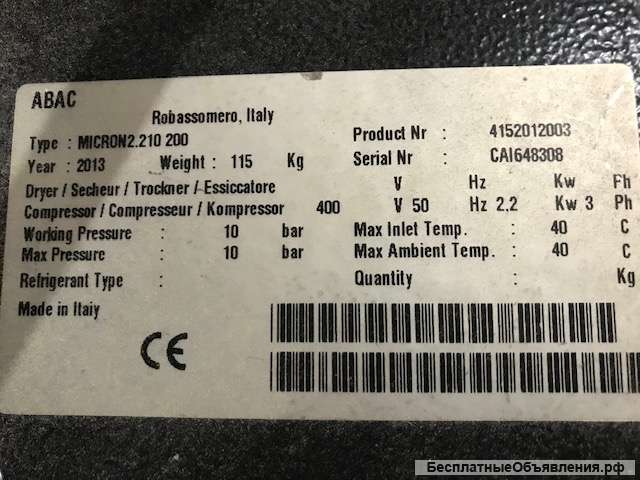 ABAC
Robassomero, Italy
Type : MICRON2.210 200 Product Nr : 4152012003
Year : 2013 Weight : 115 Kg Serial Nr : CAI648308
Dryer / Secheur / Trockner / Essiccatore V Hz Kw Fh
Compressor / Compresseur / Kompressor 400 V 50 Hz 2,2 Kw 3 Ph
Working Pressure : 10 bar Max Inlet Temp. : 40 C
Max Pressure : 10 bar Max Ambient Temp. : 40 C
Refrigerant Type : Quantity : Kg
Made in Italy
CE
БесплатныеОбъявления.рф